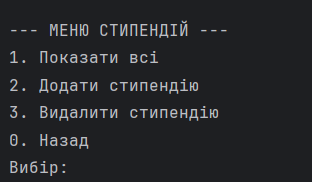 --- МЕНЮ СТИПЕНДІЙ ---
1. Показати всі
2. Додати стипендію
3. Видалити стипендію
0. Назад
Вибір: